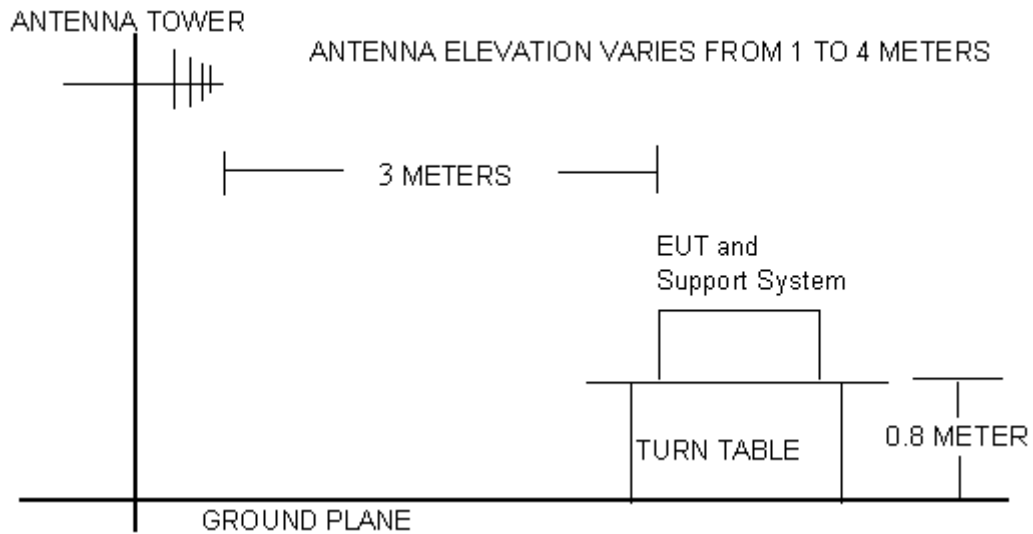 ANTENNA TOWER
ANTENNA ELEVATION VARIES FROM 1 TO 4 METERS
3 METERS
EUT and
Support System
0.8 METER
TURN TABLE
GROUND PLANE